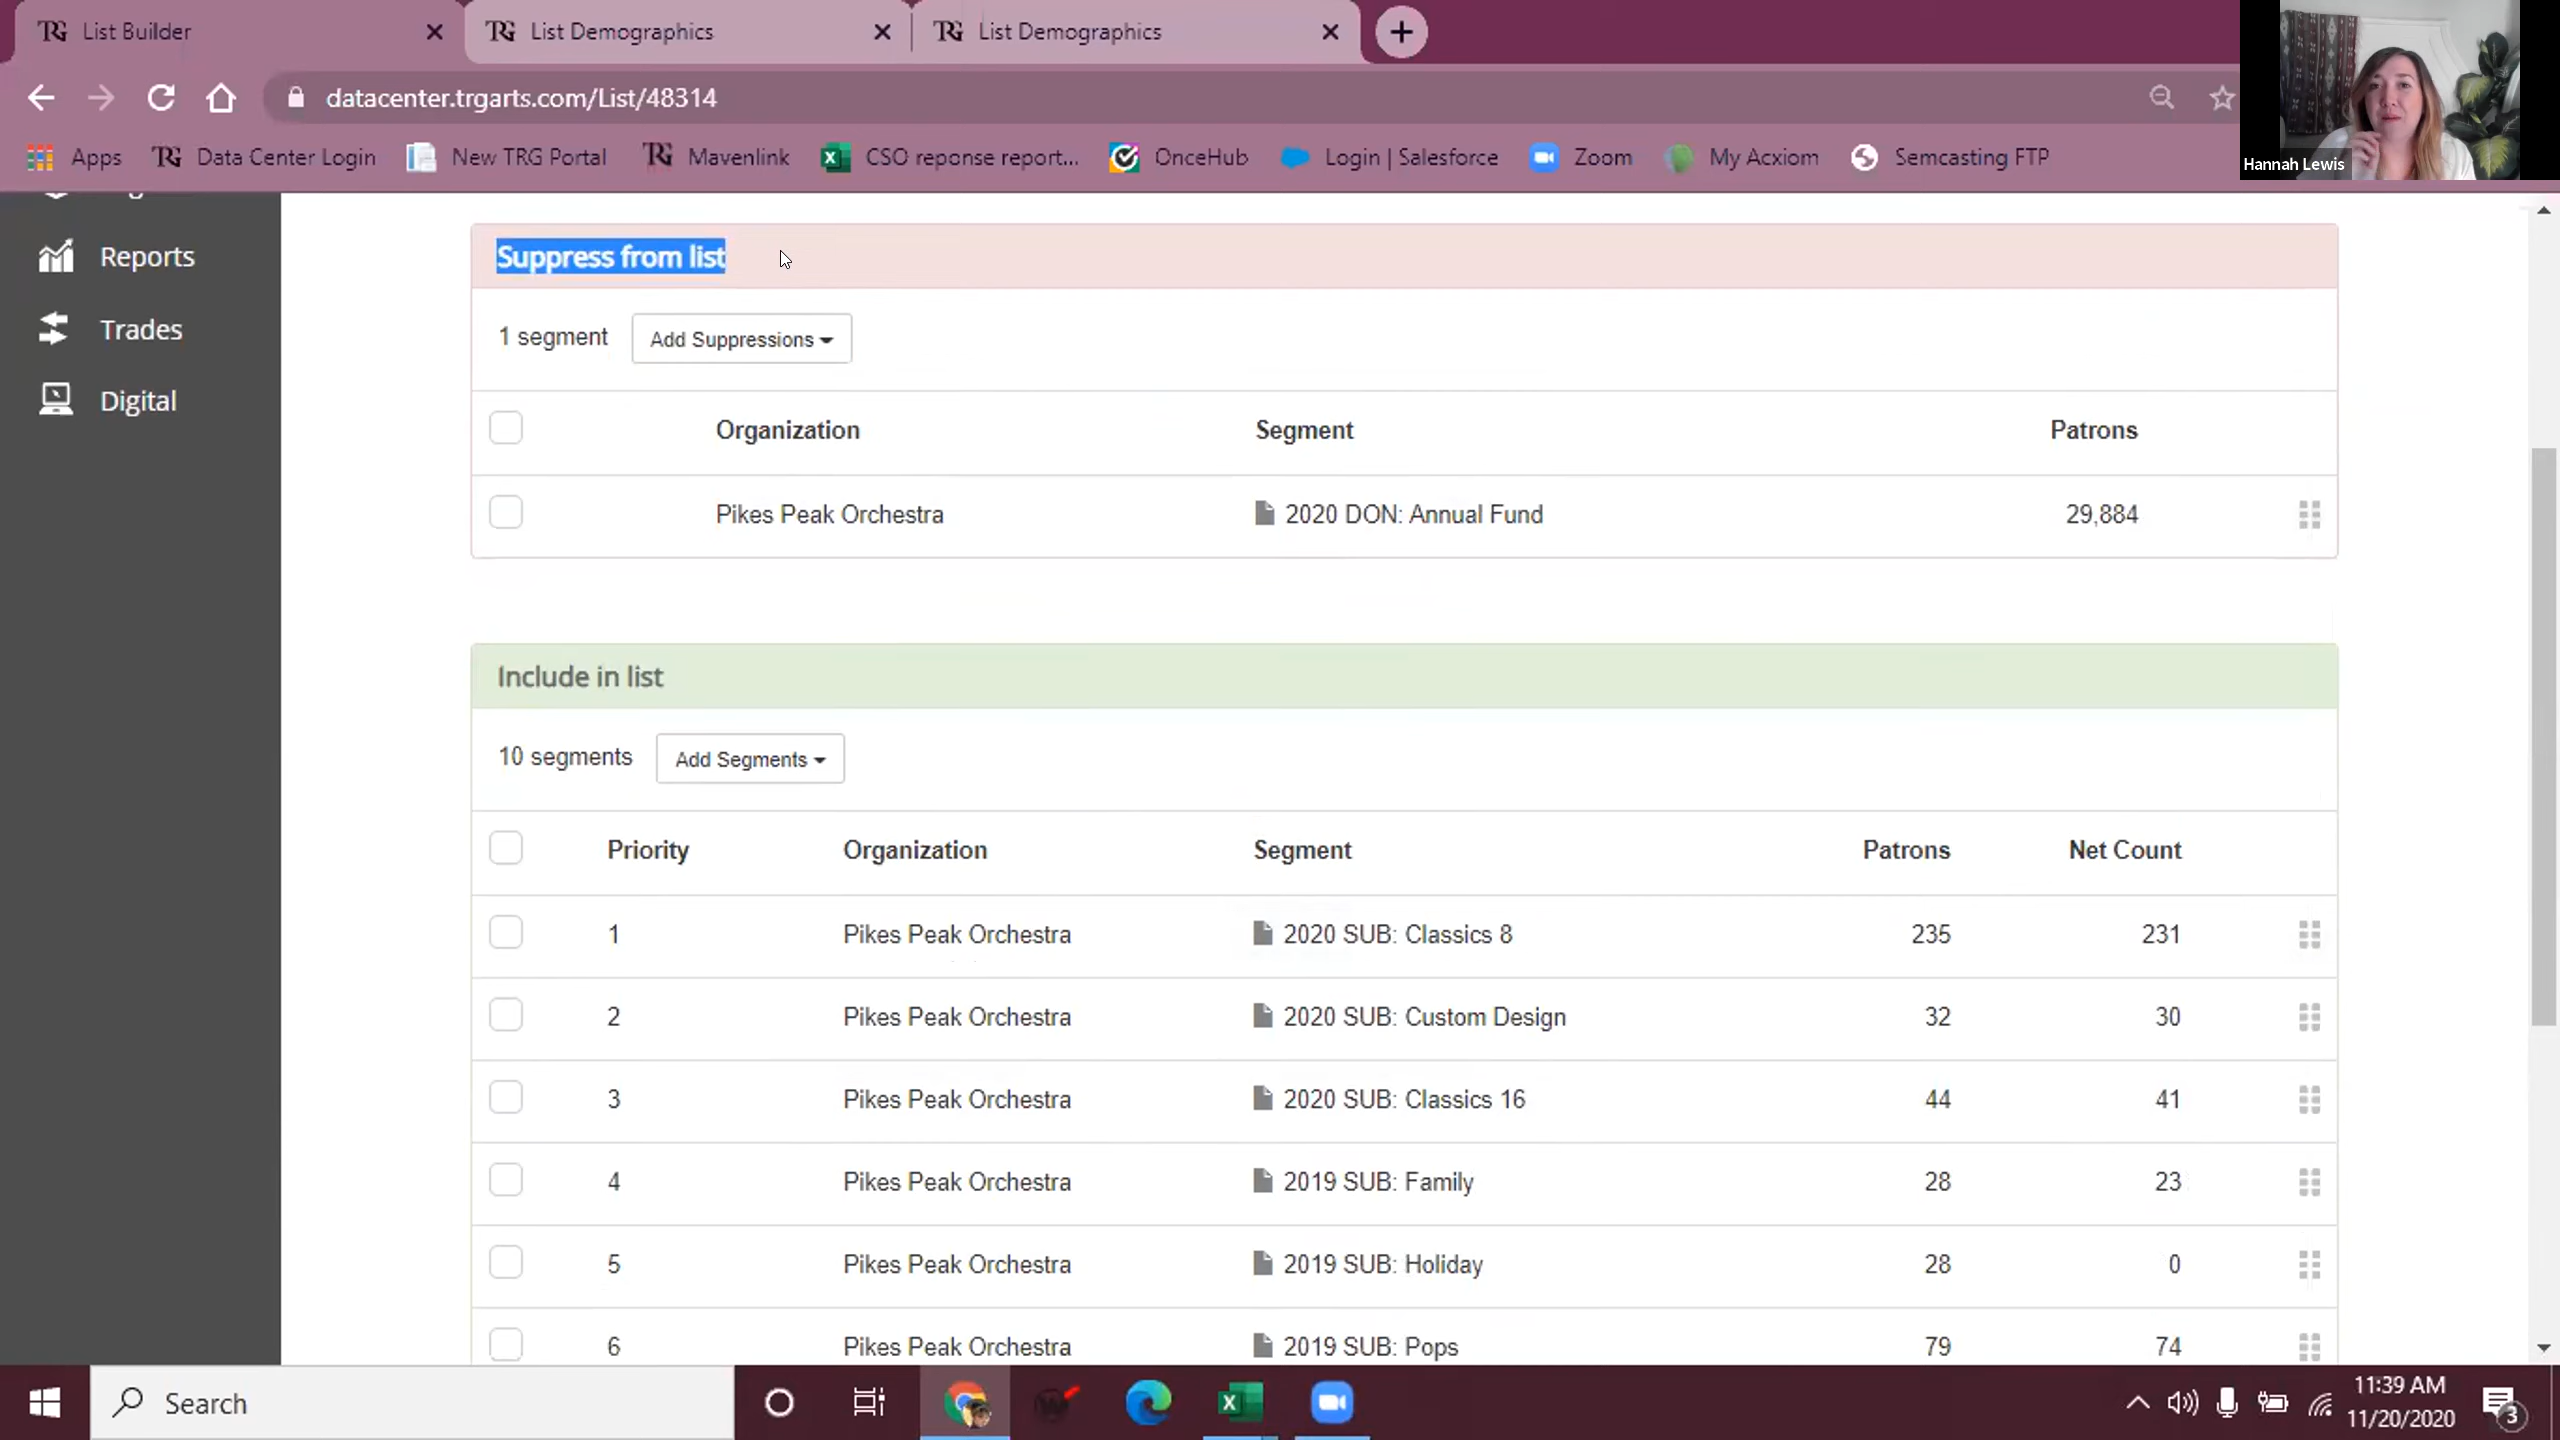 List Builder
List Demographics
List Demographics
datacenter.trgarts.com/List/48314
Apps
Data Center Login
New TRG Portal
Mavenlink
CSO reponse report...
OnceHub
Login | Salesforce
Zoom
My Acxiom
Semcasting FTP
Hannah Lewis
Reports
Trades
Digital
Suppress from list
1 segment Add Suppressions
Organization Segment Patrons
Pikes Peak Orchestra 2020 DON: Annual Fund 29,884
Include in list
10 segments Add Segments
Priority Organization Segment Patrons Net Count
1 Pikes Peak Orchestra 2020 SUB: Classics 8 235 231
2 Pikes Peak Orchestra 2020 SUB: Custom Design 32 30
3 Pikes Peak Orchestra 2020 SUB: Classics 16 44 41
4 Pikes Peak Orchestra 2019 SUB: Family 28 23
5 Pikes Peak Orchestra 2019 SUB: Holiday 28 0
6 Pikes Peak Orchestra 2019 SUB: Pops 79 74
Search
11:39 AM
11/20/2020
3